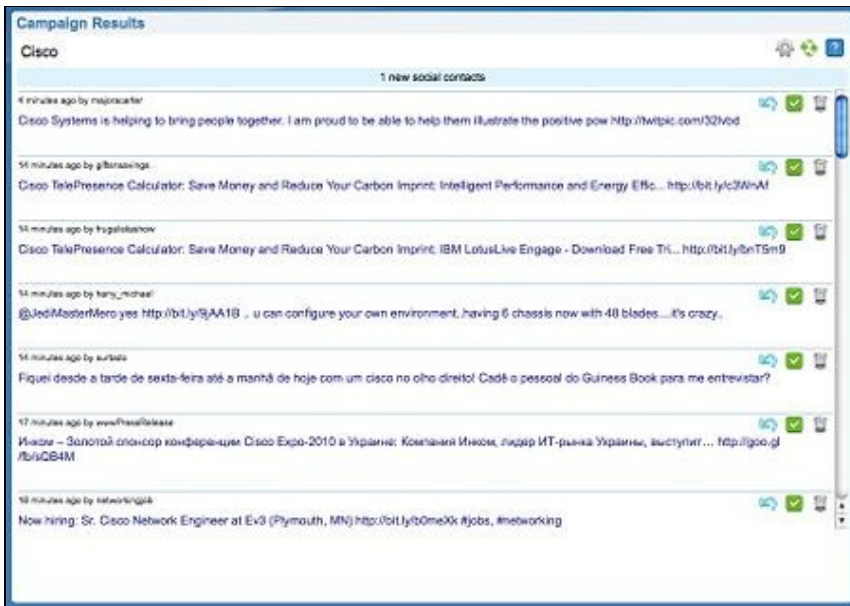 Campaign Results
Cisco
1 new social contacts
4 minutes ago by majoracarter
Cisco Systems is helping to bring people together. I am proud to be able to help them illustrate the positive pow http://twitpic.com/32lvod
14 minutes ago by
Cisco TelePresence Calculator: Save Money and Reduce Your Carbon Imprint: Intelligent Performance and Energy Effic... http://bit.ly/c3WnAf
14 minutes ago by
Cisco TelePresence Calculator: Save Money and Reduce Your Carbon Imprint: IBM LotusLive Engage - Download Free Tri... http://bit.ly/bnT5m9
14 minutes ago by harry_michael
@JediMasterMero yes http://bit.ly/9jAA1B .. u can configure your own environment..having 6 chassis now with 48 blades....it's crazy..
14 minutes ago by
Fiquei desde a tarde de sexta-feira até a manhã de hoje com um cisco no olho direito! Cadê o pessoal do Guiness Book para me entrevistar?
17 minutes ago by wwwPressRelease
Инком – Золотой спонсор конференции Cisco Expo-2010 в Украине: Компания Инком, лидер ИТ-рынка Украины, выступит… http://goo.gl
/fb/sQB4M
18 minutes ago by networkingjob
Now hiring: Sr. Cisco Network Engineer at Ev3 (Plymouth, MN) http://bit.ly/b0meXk #jobs, #networking